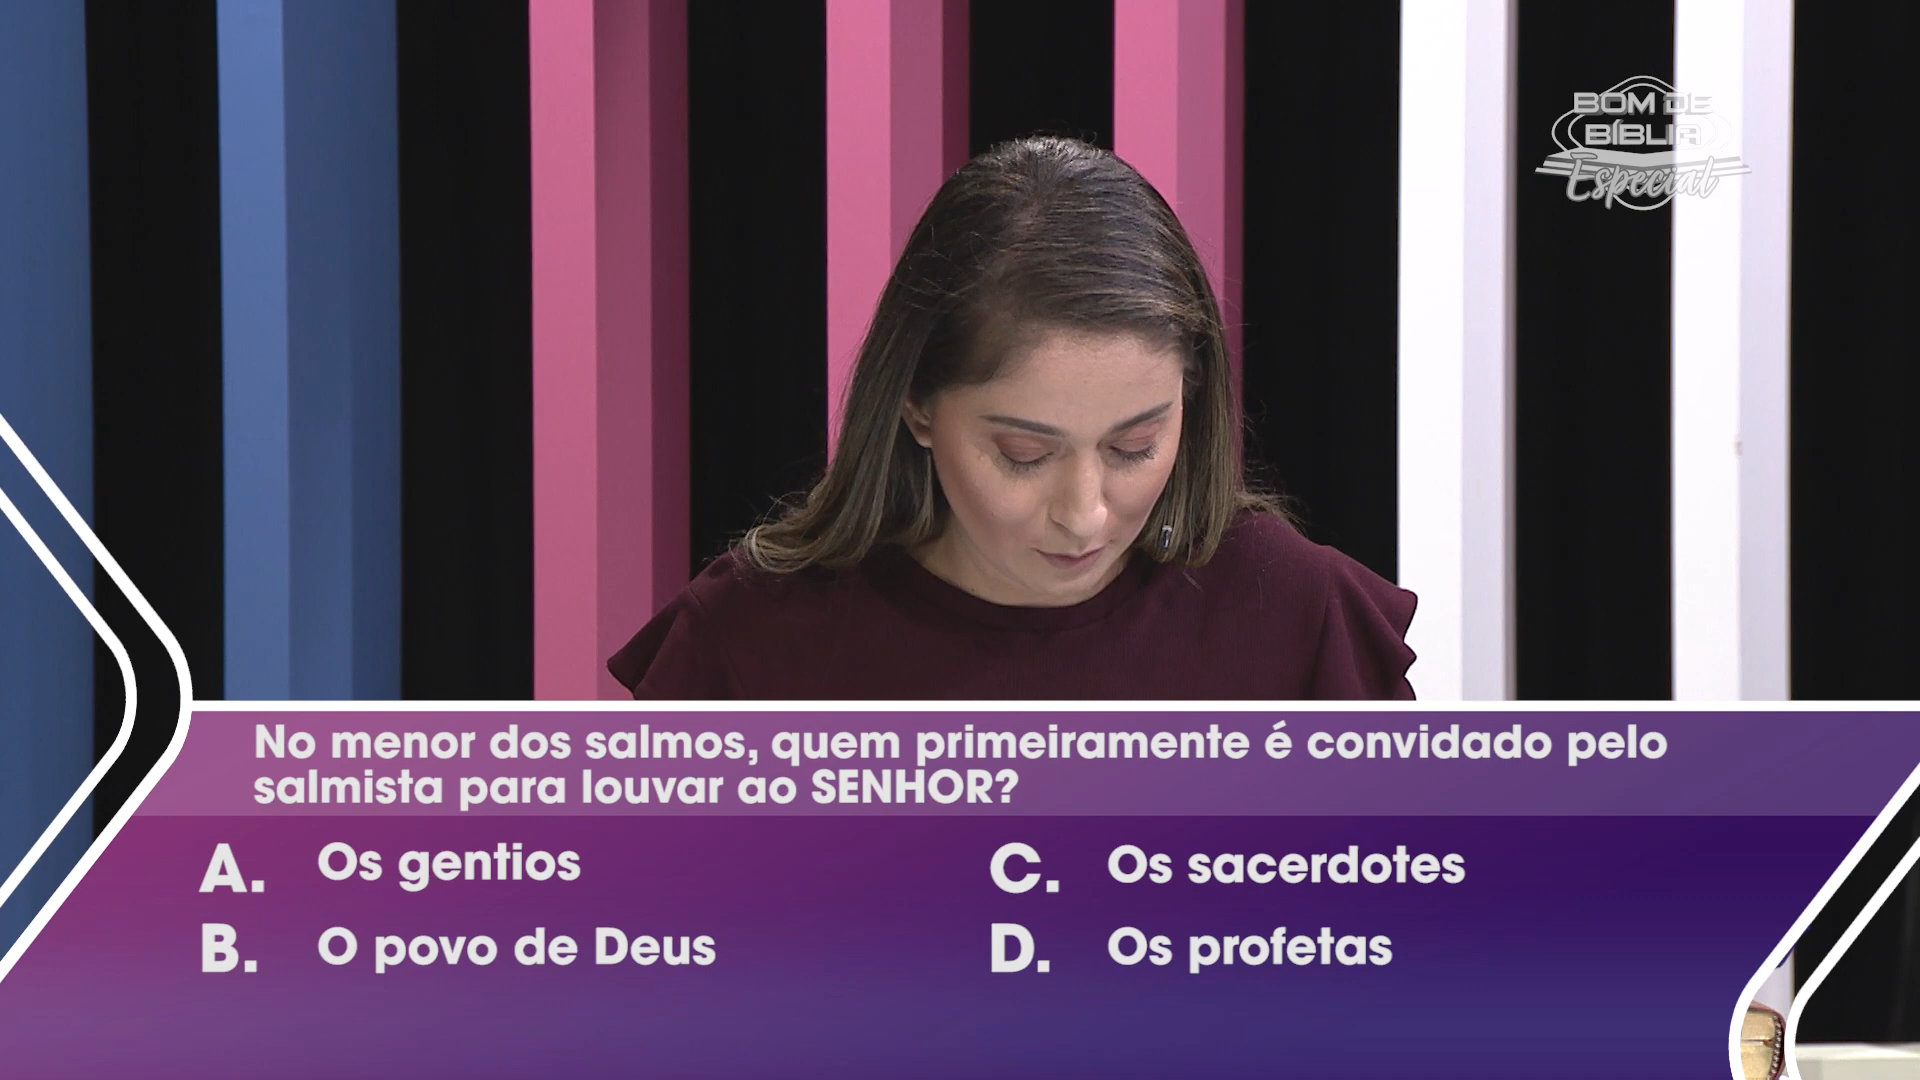 BOM DE
BÍBLIA
Especial
No menor dos salmos, quem primeiramente é convidado pelo
salmista para louvar ao SENHOR?
A. Os gentios
B. O povo de Deus
C. Os sacerdotes
D. Os profetas